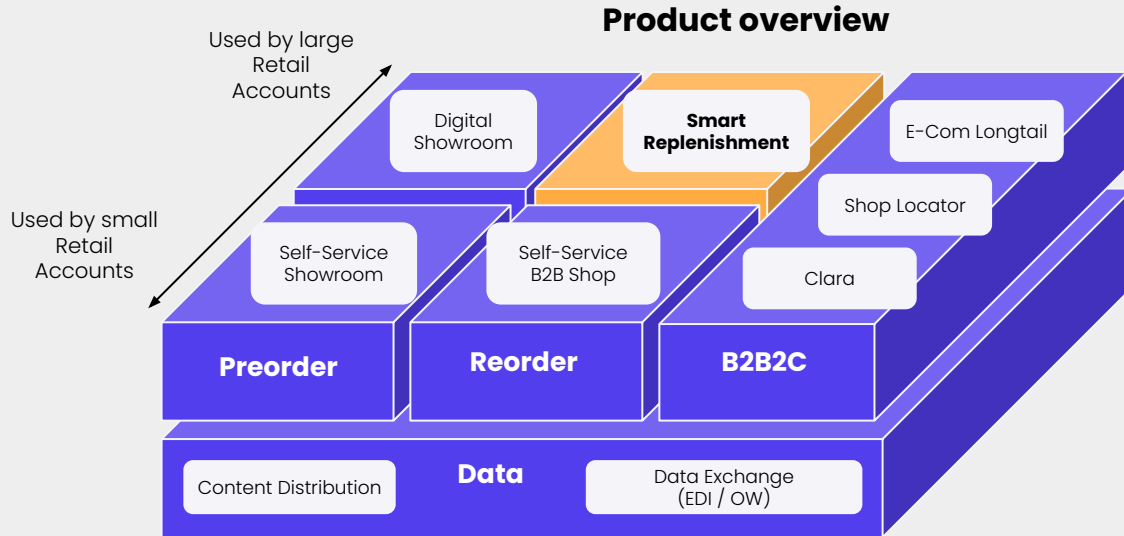 Product overview
Used by large
Retail
Accounts
Digital
Showroom
Smart
Replenishment
E-Com Longtail
Shop Locator
Used by small
Retail
Accounts
Self-Service
Showroom
Self-Service
B2B Shop
Clara
Preorder
Reorder
B2B2C
Data
Content Distribution
Data Exchange
(EDI / OW)